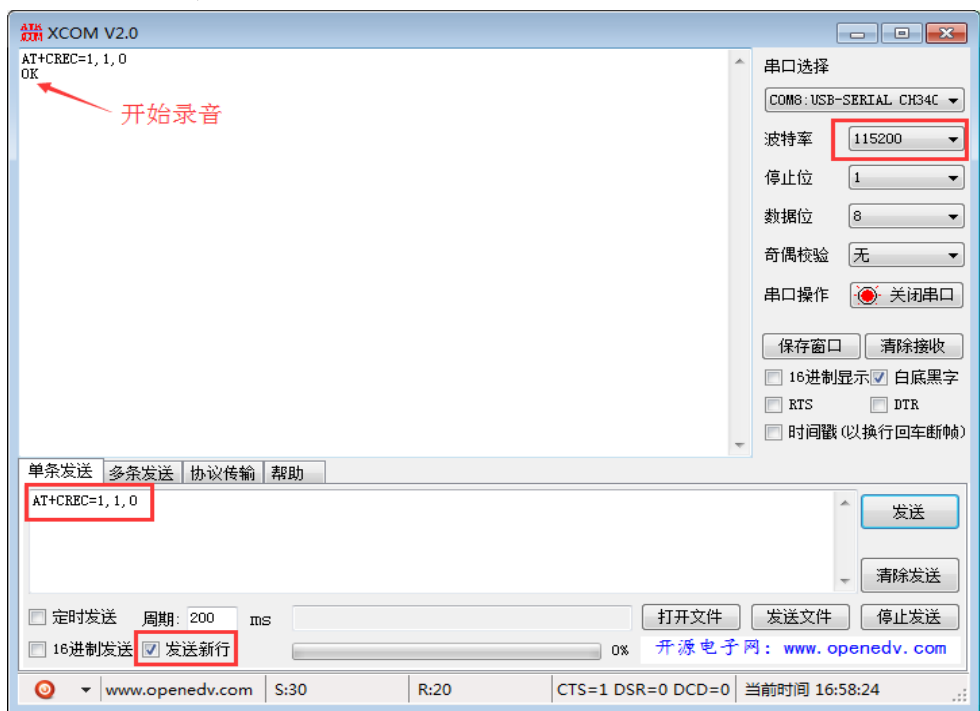 ATK
COM XCOM V2.0
AT+CREC=1,1,0
OK
开始录音
串口选择
COM8:USB-SERIAL CH34C
波特率 115200
停止位 1
数据位 8
奇偶校验 无
串口操作 关闭串口
保存窗口 清除接收
16进制显示 白底黑字
RTS DTR
时间戳(以换行回车断帧)
单条发送 多条发送 协议传输 帮助
AT+CREC=1,1,0
发送
清除发送
定时发送 周期: 200 ms 打开文件 发送文件 停止发送
16进制发送 发送新行 0% 开源电子网: www.openedv.com
www.openedv.com S:30 R:20 CTS=1 DSR=0 DCD=0 当前时间 16:58:24